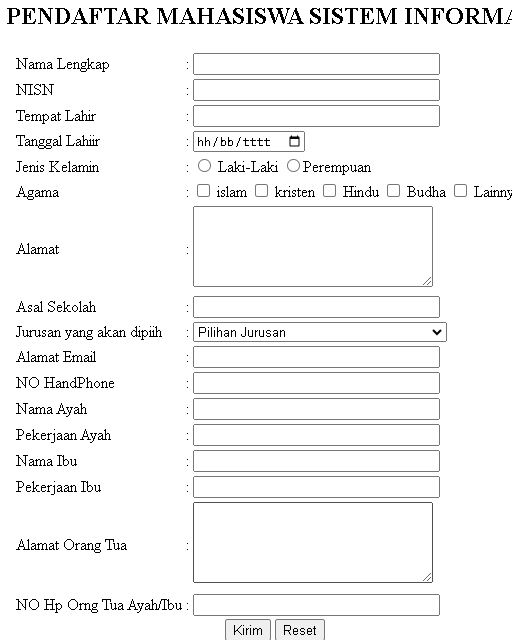 PENDAFTAR MAHASISWA SISTEM INFORMA
Nama Lengkap :
NISN :
Tempat Lahir :
Tanggal Lahiir : hh/bb/tttt
Jenis Kelamin : Laki-Laki Perempuan
Agama : islam kristen Hindu Budha Lainny
Alamat :
Asal Sekolah :
Jurusan yang akan dipiih : Pilihan Jurusan
Alamat Email :
NO HandPhone :
Nama Ayah :
Pekerjaan Ayah :
Nama Ibu :
Pekerjaan Ibu :
Alamat Orang Tua :
NO Hp Orng Tua Ayah/Ibu :
Kirim Reset